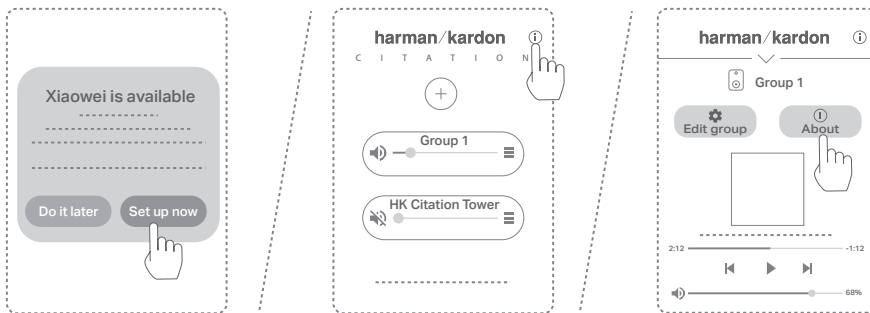 Xiaowei is available
Do it later
Set up now
harman/kardon
CITATION
+
Group 1
HK Citation Tower
harman/kardon
Group 1
Edit group
About
2:12
-1:12
68%